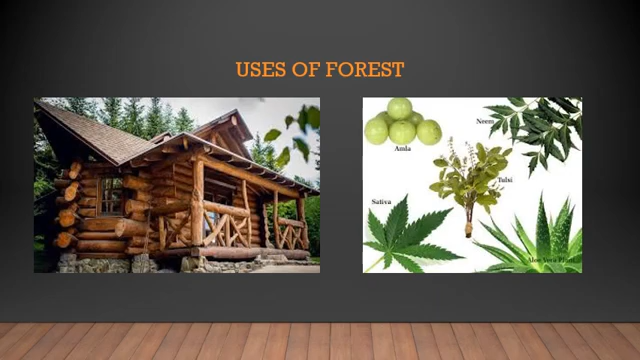 USES OF FOREST
Neem
Amla
Tulsi
Sativa
Aloe Vera Plant